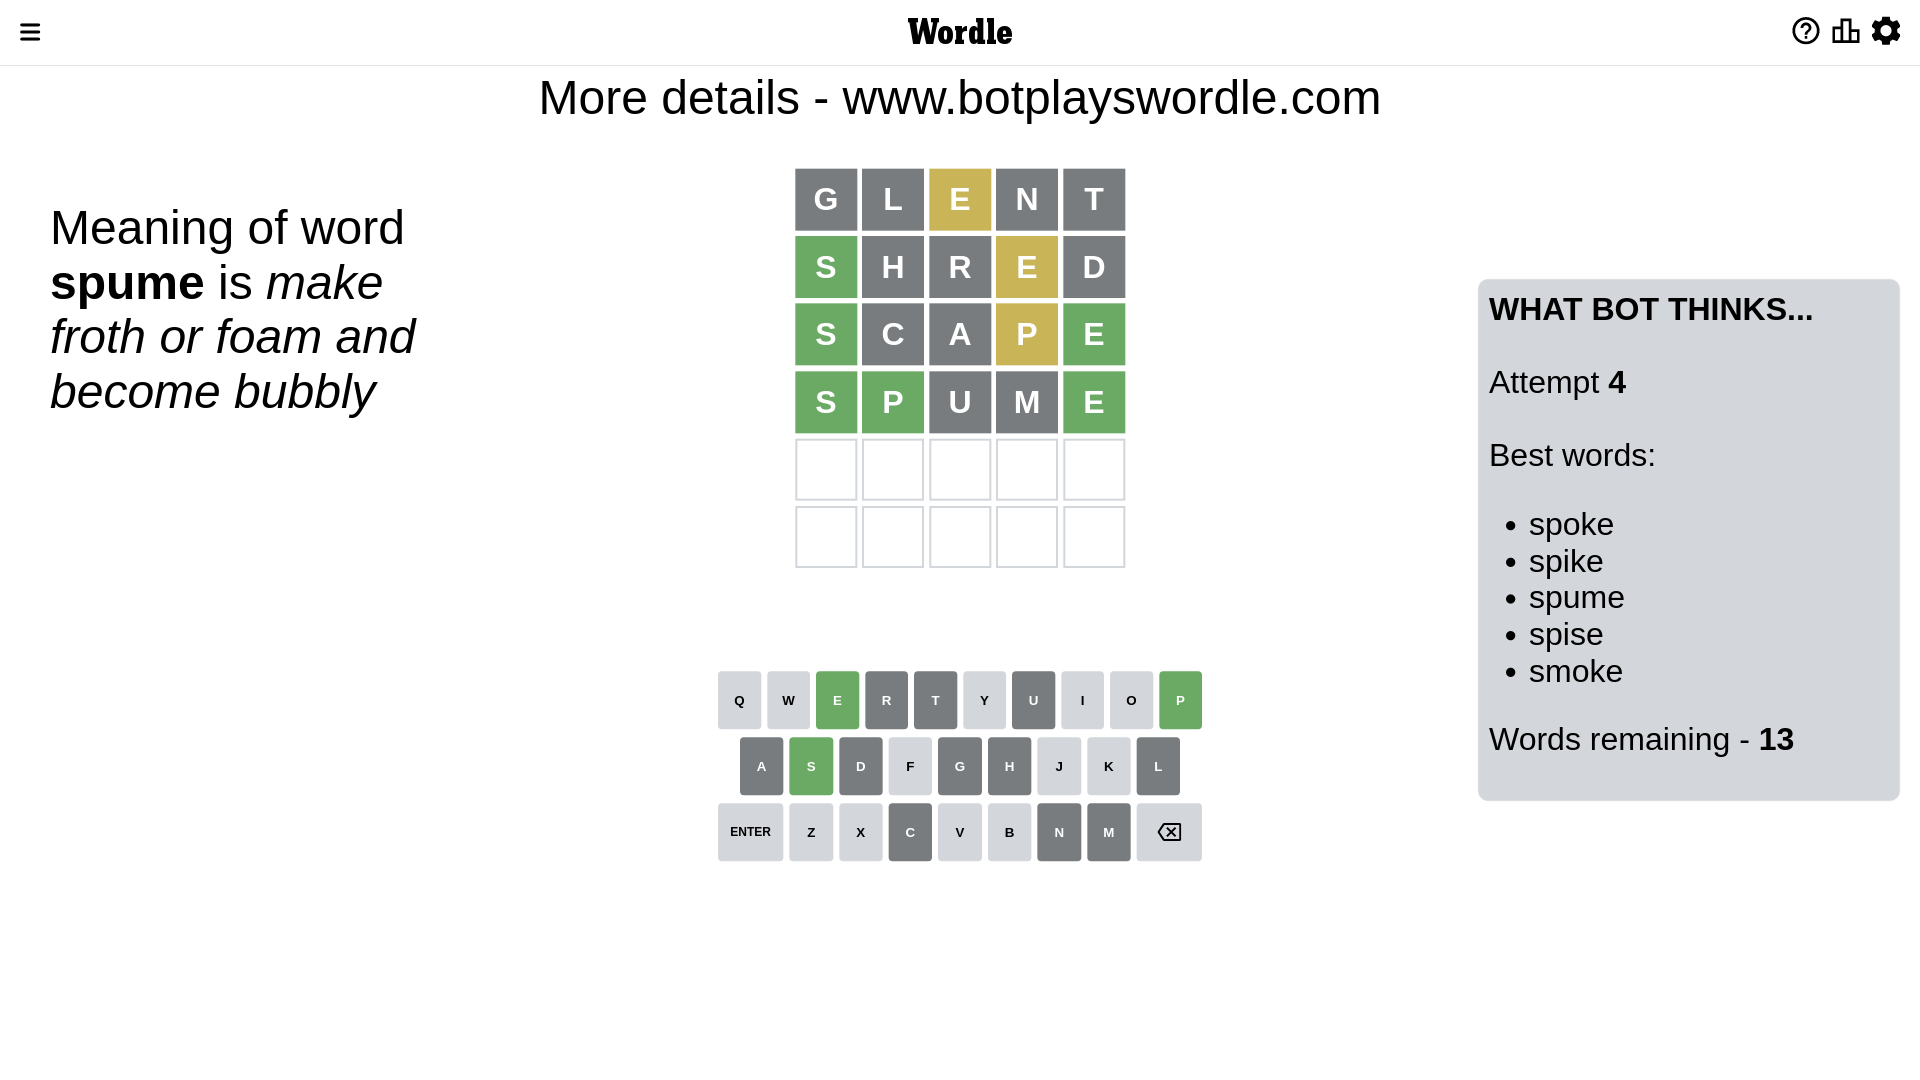 Wordle
More details - www.botplayswordle.com
Meaning of word
spume is make
froth or foam and
become bubbly
G L E N T
S H R E D
S C A P E
S P U M E
WHAT BOT THINKS...
Attempt 4
Best words:
• spoke
• spike
• spume
• spise
• smoke
Words remaining - 13
Q W E R T Y U I O P
A S D F G H J K L
ENTER Z X C V B N M